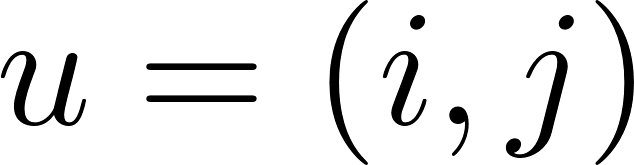 u = (i, j)